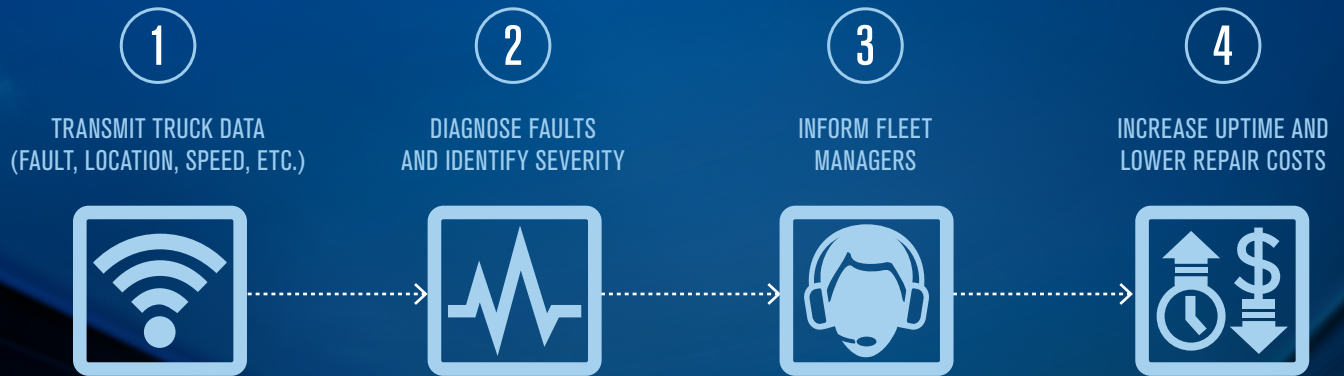 1
TRANSMIT TRUCK DATA
(FAULT, LOCATION, SPEED, ETC.)
2
DIAGNOSE FAULTS
AND IDENTIFY SEVERITY
3
INFORM FLEET
MANAGERS
4
INCREASE UPTIME AND
LOWER REPAIR COSTS
$